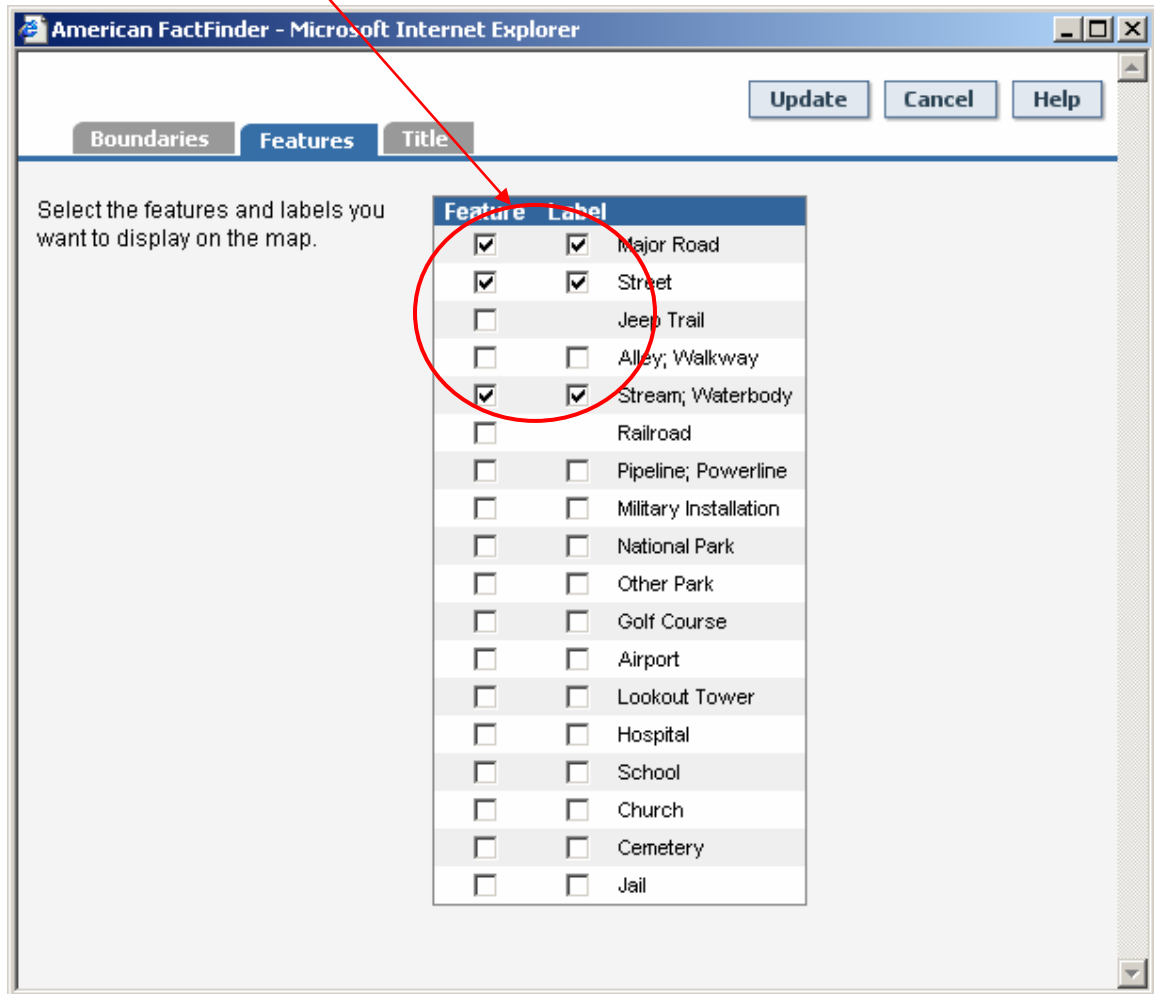 American FactFinder - Microsoft Internet Explorer
Update Cancel Help
Boundaries Features Title
Select the features and labels you
want to display on the map.
Feature Label
Major Road
Street
Jeep Trail
Alley; Walkway
Stream; Waterbody
Railroad
Pipeline; Powerline
Military Installation
National Park
Other Park
Golf Course
Airport
Lookout Tower
Hospital
School
Church
Cemetery
Jail